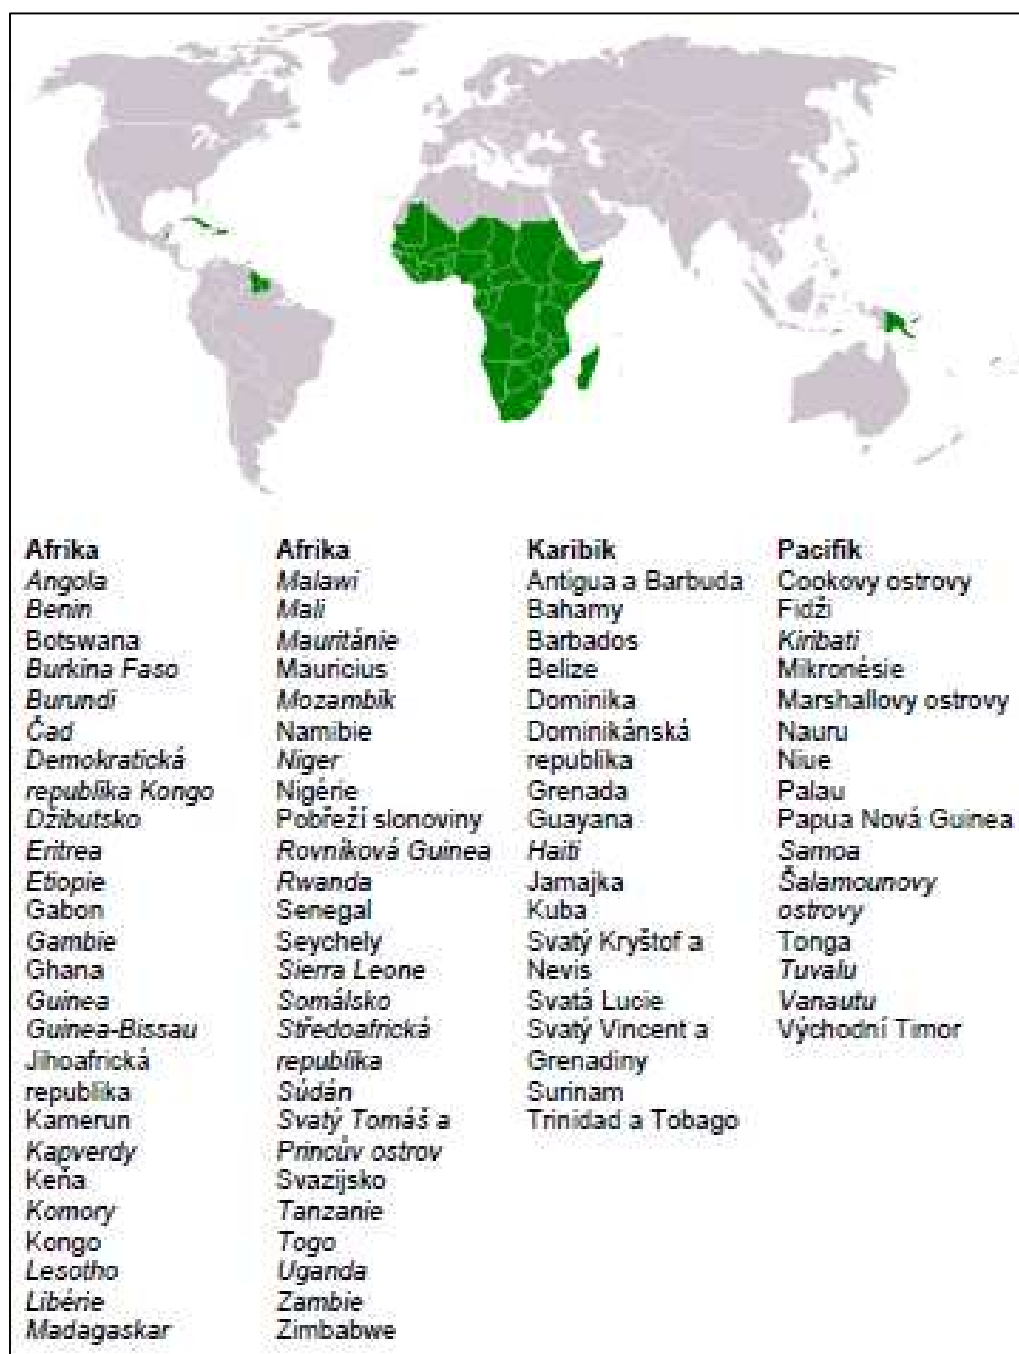 Afrika
Angola
Benin
Botswana
Burkina Faso
Burundi
Čad
Demokratická
republika Kongo
Džibutsko
Eritrea
Etiopie
Gabon
Gambie
Ghana
Guinea
Guinea-Bissau
Jihoafrická
republika
Kamerun
Kapverdy
Keňa
Komory
Kongo
Lesotho
Libérie
Madagaskar
Afrika
Malawi
Mali
Mauritánie
Mauricius
Mozambik
Namibie
Niger
Nigérie
Pobřeží slonoviny
Rovníková Guinea
Rwanda
Senegal
Seychely
Sierra Leone
Somálsko
Středoafrická
republika
Súdán
Svatý Tomáš a
Princův ostrov
Svazijsko
Tanzanie
Togo
Uganda
Zambie
Zimbabwe
Karibik
Antigua a Barbuda
Bahamy
Barbados
Belize
Dominika
Dominikánská
republika
Grenada
Guayana
Haiti
Jamajka
Kuba
Svatý Kryštof a
Nevis
Svatá Lucie
Svatý Vincent a
Grenadiny
Surinam
Trinidad a Tobago
Pacifik
Cookovy ostrovy
Fidži
Kiribati
Mikronésie
Marshallovy ostrovy
Nauru
Niue
Palau
Papua Nová Guinea
Samoa
Šalamounovy
ostrovy
Tonga
Tuvalu
Vanautu
Východní Timor